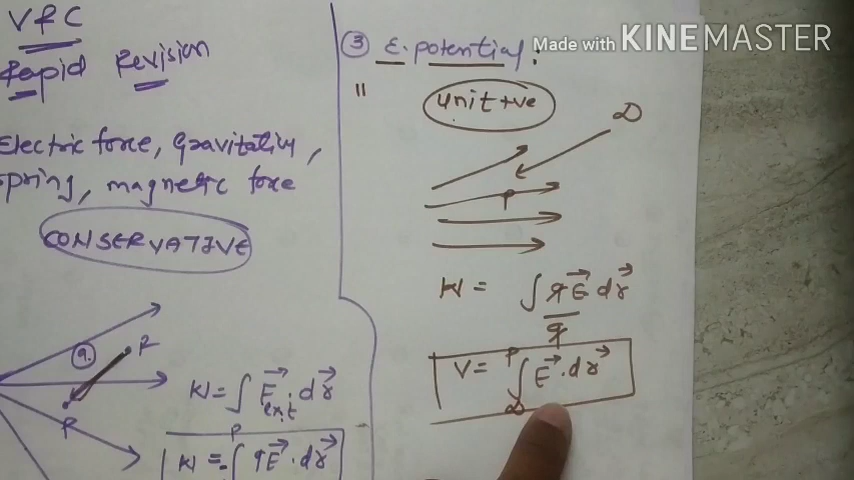 VRC
Rapid Revision
Electric force, Gravitation,
spring, magnetic force
CONSERVATIVE
q.
R
P
W = ∫ F⃗ext · dr⃗
P
W = - ∫ qE⃗ · dr⃗
③ E. potential :
Made with KINEMASTER
"
unit +ve
∞
P
W = ∫ qE⃗ dr⃗
q
P
V = ∫ E⃗ · dr⃗
∞